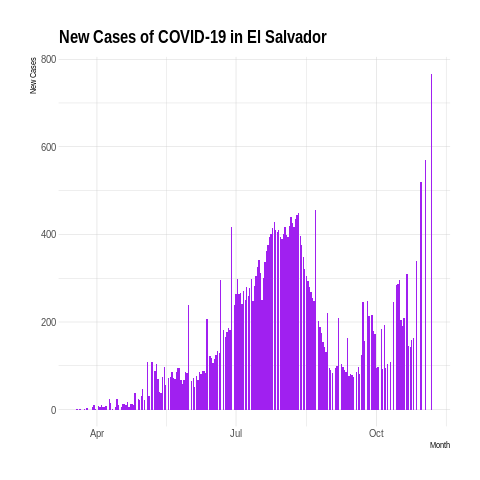 New Cases of COVID-19 in El Salvador
New Cases
800
600
400
200
0
Apr
Jul
Oct
Month